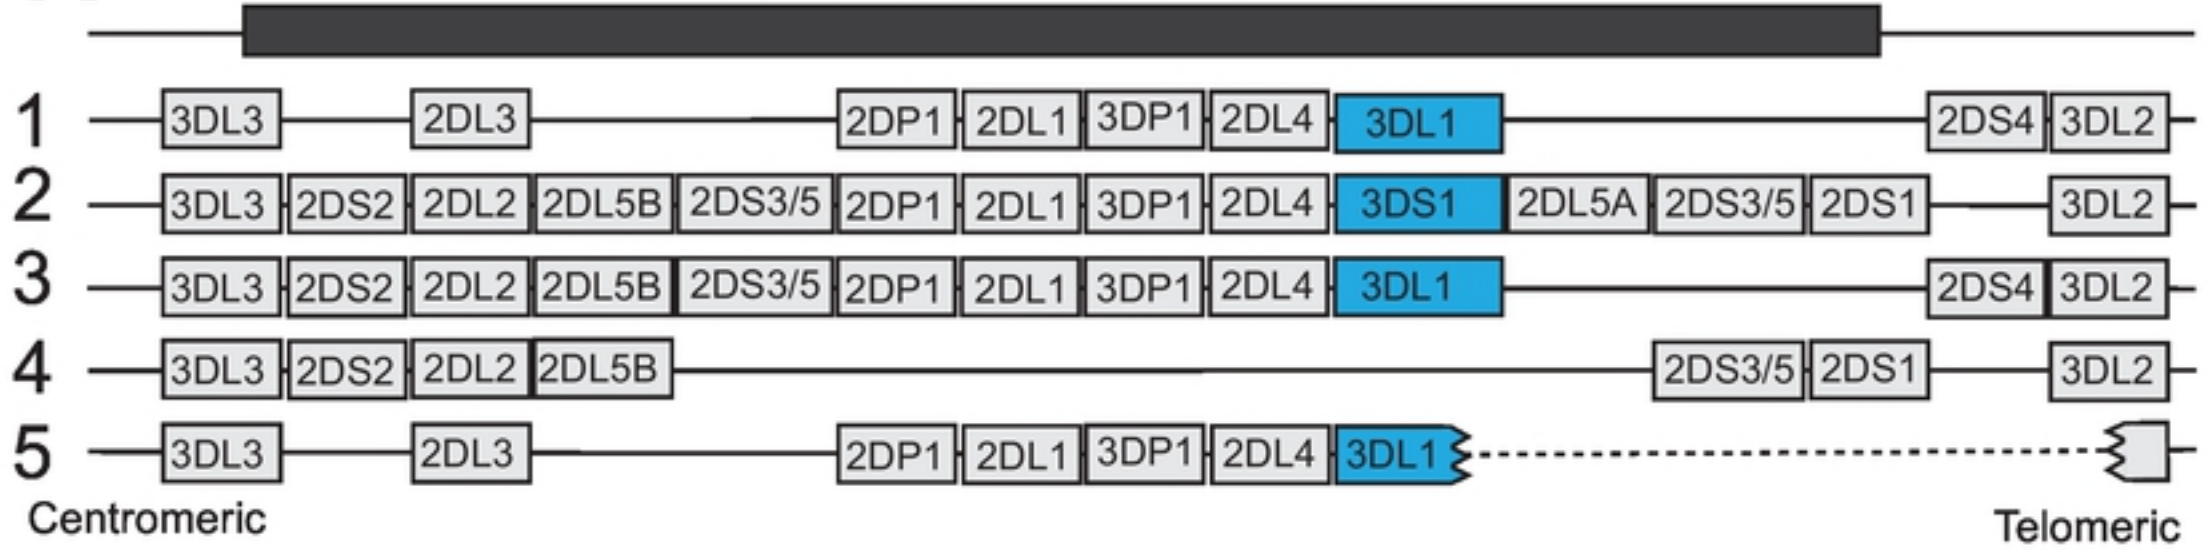 1 3DL3 2DL3 2DP1 2DL1 3DP1 2DL4 3DL1 2DS4 3DL2
2 3DL3 2DS2 2DL2 2DL5B 2DS3/5 2DP1 2DL1 3DP1 2DL4 3DS1 2DL5A 2DS3/5 2DS1 3DL2
3 3DL3 2DS2 2DL2 2DL5B 2DS3/5 2DP1 2DL1 3DP1 2DL4 3DL1 2DS4 3DL2
4 3DL3 2DS2 2DL2 2DL5B 2DS3/5 2DS1 3DL2
5 3DL3 2DL3 2DP1 2DL1 3DP1 2DL4 3DL1
Centromeric Telomeric